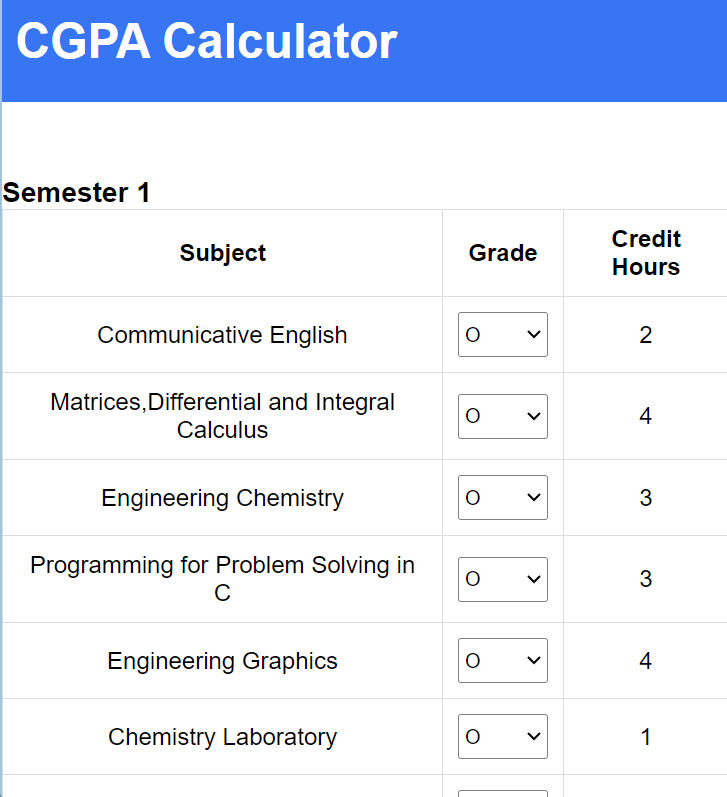 CGPA Calculator
Semester 1
Subject
Grade
Credit
Hours
Communicative English
O
2
Matrices,Differential and Integral
Calculus
O
4
Engineering Chemistry
O
3
Programming for Problem Solving in
C
O
3
Engineering Graphics
O
4
Chemistry Laboratory
O
1